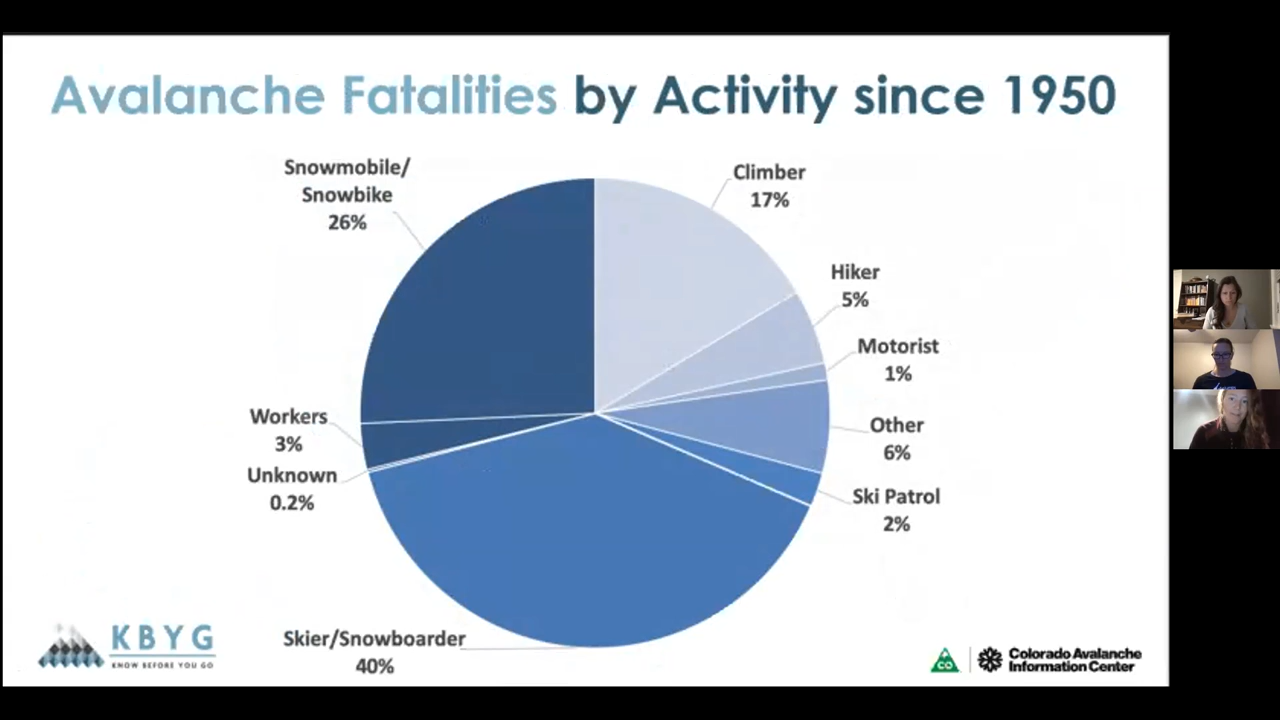 Avalanche Fatalities by Activity since 1950
Snowmobile/
Snowbike
26%
Climber
17%
Hiker
5%
Motorist
1%
Other
6%
Ski Patrol
2%
Workers
3%
Unknown
0.2%
Skier/Snowboarder
40%
KBYG
KNOW BEFORE YOU GO
CO
Colorado Avalanche
Information Center